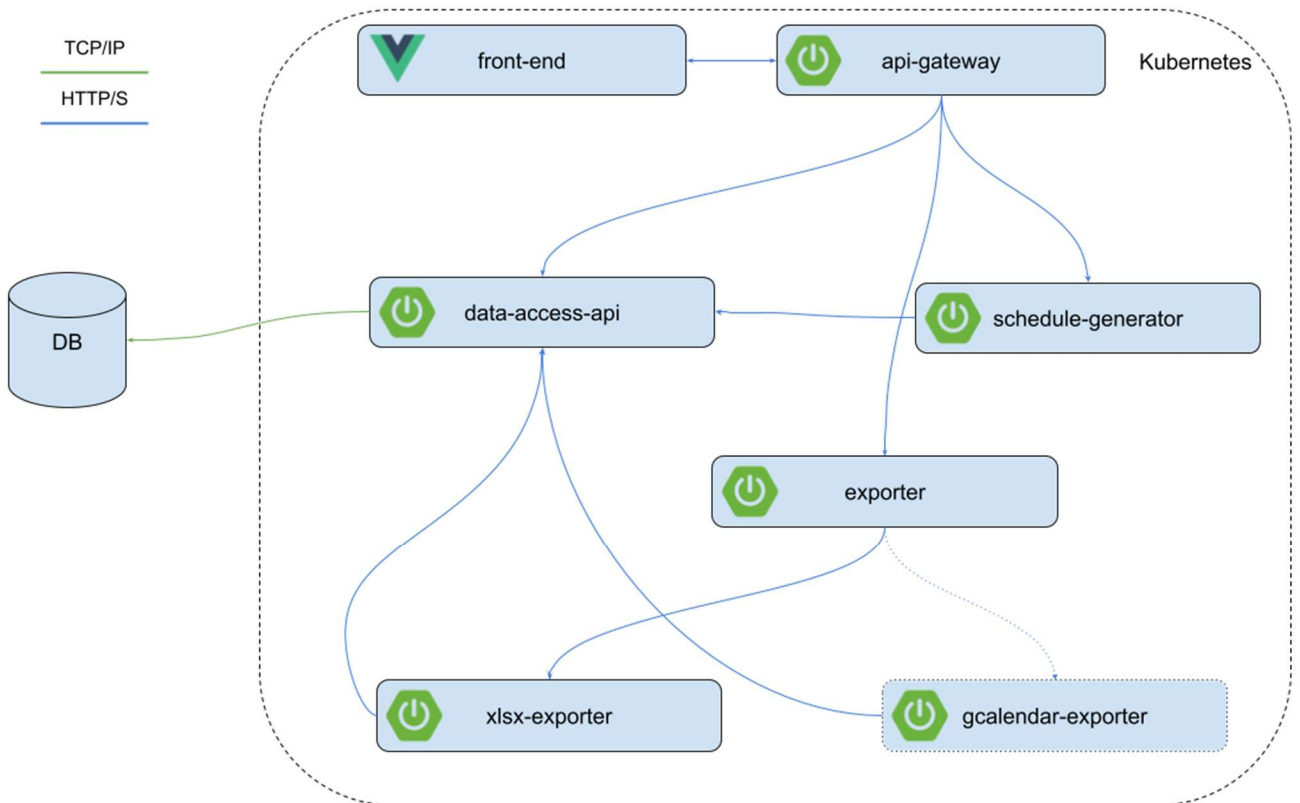 TCP/IP
HTTP/S
front-end
api-gateway
Kubernetes
DB
data-access-api
schedule-generator
exporter
xlsx-exporter
gcalendar-exporter